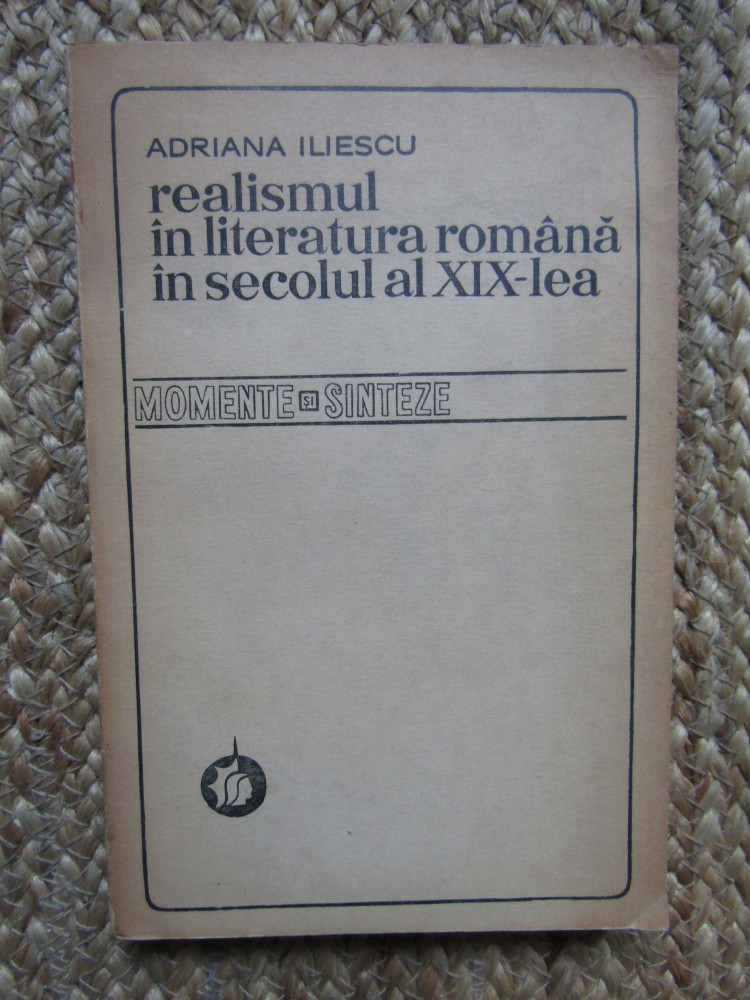 ADRIANA ILIESCU
realismul
în literatura română
în secolul al XIX-lea
MOMENTE ȘI SINTEZE